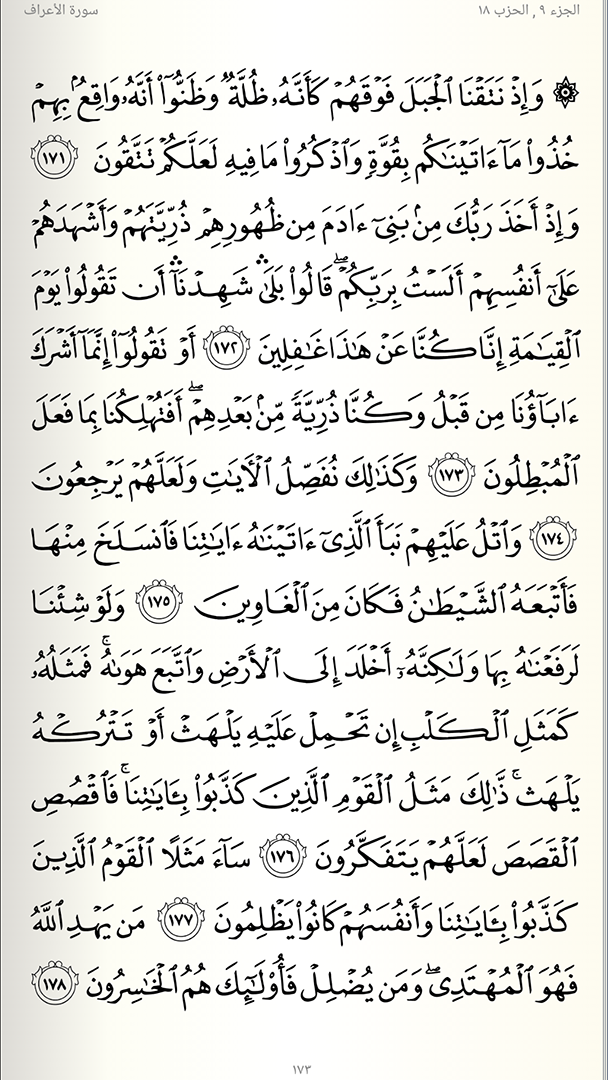 الجزء ٩, الحزب ١٨
سورة الأعراف
۞ وَإِذْ نَتَقْنَا ٱلْجَبَلَ فَوْقَهُمْ كَأَنَّهُۥ ظُلَّةٌ وَظَنُّوٓا۟ أَنَّهُۥ وَاقِعٌۢ بِهِمْ
خُذُوا۟ مَآ ءَاتَيْنَـٰكُم بِقُوَّةٍ وَٱذْكُرُوا۟ مَا فِيهِ لَعَلَّكُمْ تَتَّقُونَ ١٧١
وَإِذْ أَخَذَ رَبُّكَ مِنۢ بَنِىٓ ءَادَمَ مِن ظُهُورِهِمْ ذُرِّيَّتَهُمْ وَأَشْهَدَهُمْ
عَلَىٰٓ أَنفُسِهِمْ أَلَسْتُ بِرَبِّكُمْ ۖ قَالُوا۟ بَلَىٰ ۛ شَهِدْنَآ ۛ أَن تَقُولُوا۟ يَوْمَ
ٱلْقِيَـٰمَةِ إِنَّا كُنَّا عَنْ هَـٰذَا غَـٰفِلِينَ ١٧٢ أَوْ تَقُولُوٓا۟ إِنَّمَآ أَشْرَكَ
ءَابَآؤُنَا مِن قَبْلُ وَكُنَّا ذُرِّيَّةً مِّنۢ بَعْدِهِمْ ۖ أَفَتُهْلِكُنَا بِمَا فَعَلَ
ٱلْمُبْطِلُونَ ١٧٣ وَكَذَٰلِكَ نُفَصِّلُ ٱلْـَٔايَـٰتِ وَلَعَلَّهُمْ يَرْجِعُونَ
١٧٤ وَٱتْلُ عَلَيْهِمْ نَبَأَ ٱلَّذِىٓ ءَاتَيْنَـٰهُ ءَايَـٰتِنَا فَٱنسَلَخَ مِنْهَا
فَأَتْبَعَهُ ٱلشَّيْطَـٰنُ فَكَانَ مِنَ ٱلْغَاوِينَ ١٧٥ وَلَوْ شِئْنَا
لَرَفَعْنَـٰهُ بِهَا وَلَـٰكِنَّهُۥٓ أَخْلَدَ إِلَى ٱلْأَرْضِ وَٱتَّبَعَ هَوَىٰهُ ۚ فَمَثَلُهُۥ
كَمَثَلِ ٱلْكَلْبِ إِن تَحْمِلْ عَلَيْهِ يَلْهَثْ أَوْ تَتْرُكْهُ
يَلْهَث ۚ ذَّٰلِكَ مَثَلُ ٱلْقَوْمِ ٱلَّذِينَ كَذَّبُوا۟ بِـَٔايَـٰتِنَا ۚ فَٱقْصُصِ
ٱلْقَصَصَ لَعَلَّهُمْ يَتَفَكَّرُونَ ١٧٦ سَآءَ مَثَلًا ٱلْقَوْمُ ٱلَّذِينَ
كَذَّبُوا۟ بِـَٔايَـٰتِنَا وَأَنفُسَهُمْ كَانُوا۟ يَظْلِمُونَ ١٧٧ مَن يَهْدِ ٱللَّهُ
فَهُوَ ٱلْمُهْتَدِى ۖ وَمَن يُضْلِلْ فَأُو۟لَـٰٓئِكَ هُمُ ٱلْخَـٰسِرُونَ ١٧٨
١٧٣